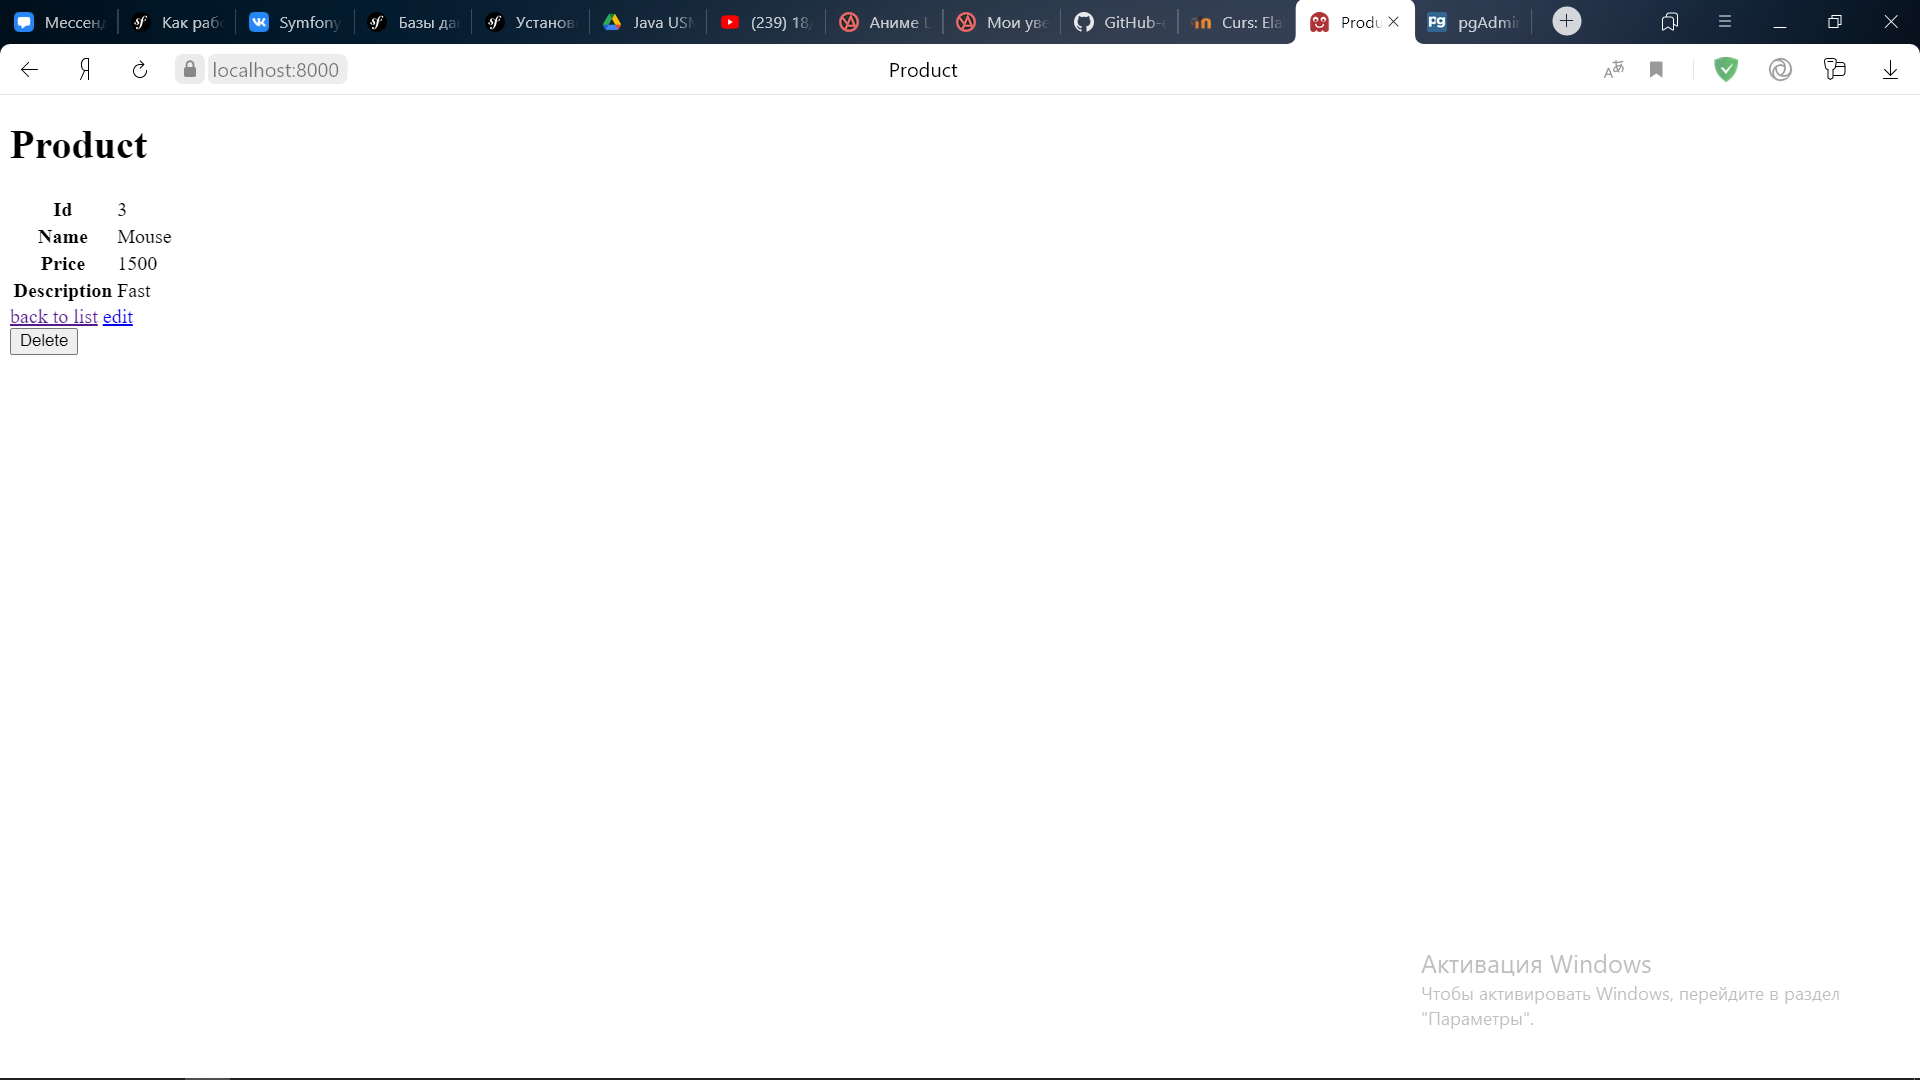 Мессен Как раб Symfony Базы да Установ Java US (239) 18 Аниме Мои уве GitHub- Curs: Ela Produ pgAdmi
Я localhost:8000 Product
Product
Id 3
Name Mouse
Price 1500
Description Fast
back to list edit
Delete
Активация Windows
Чтобы активировать Windows, перейдите в раздел
"Параметры".